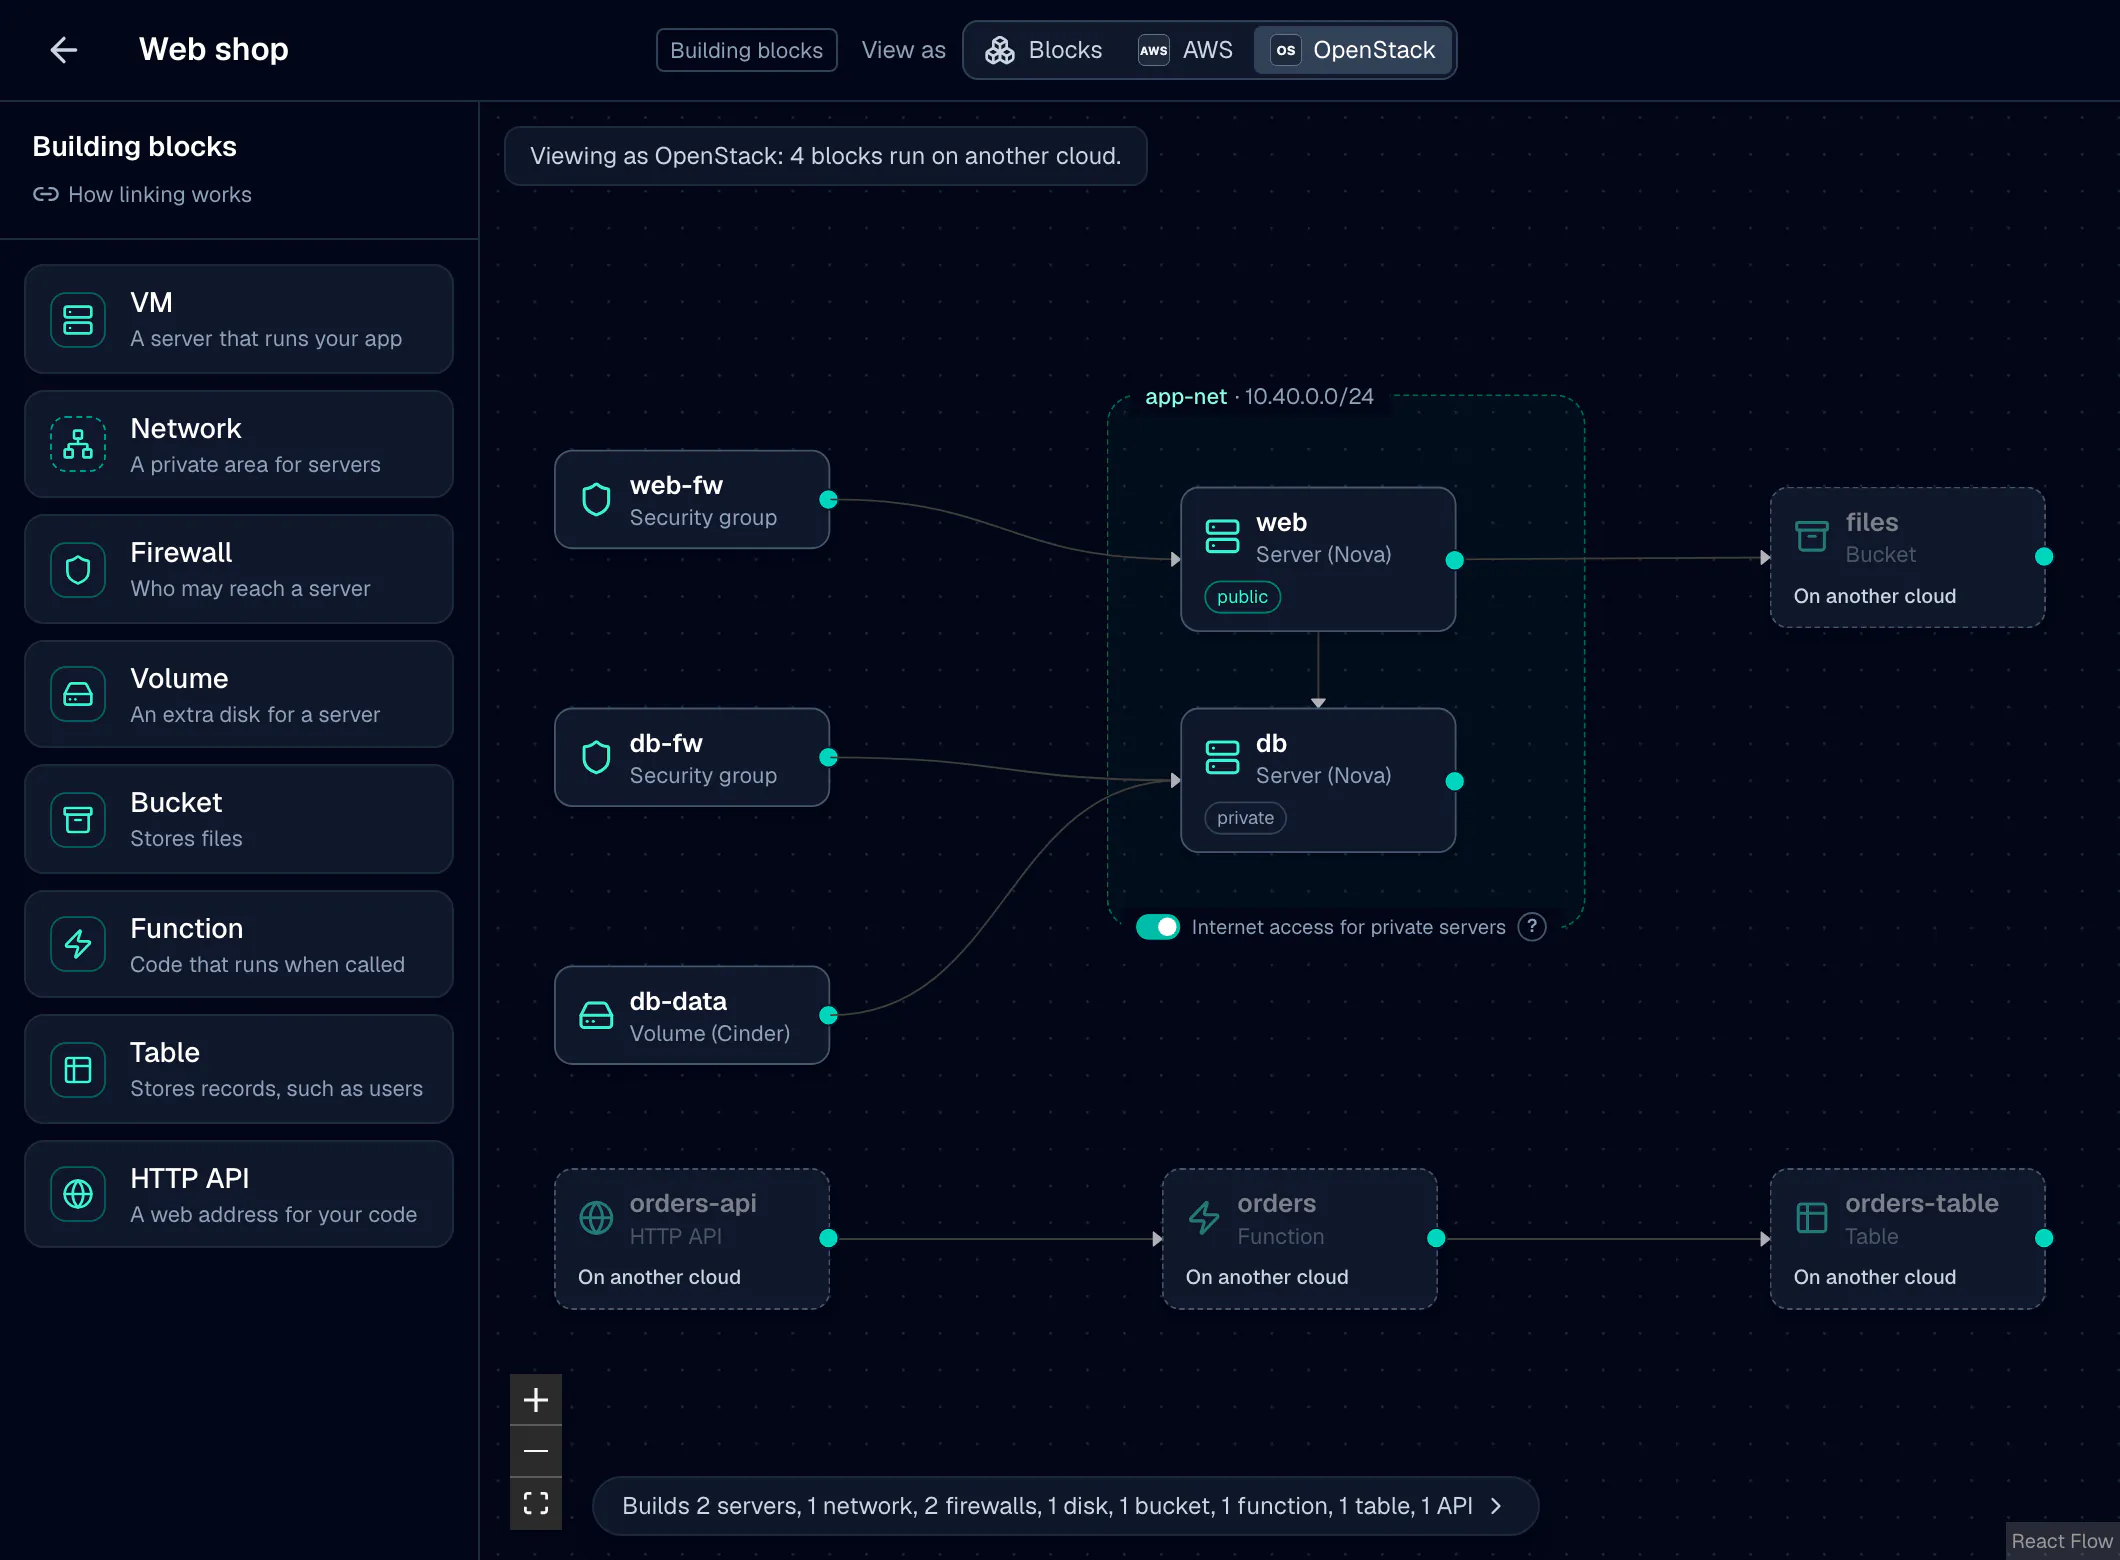 Web shop
Building blocks
View as
Blocks
AWS AWS
OS OpenStack
Building blocks
How linking works
VM
A server that runs your app
Network
A private area for servers
Firewall
Who may reach a server
Volume
An extra disk for a server
Bucket
Stores files
Function
Code that runs when called
Table
Stores records, such as users
HTTP API
A web address for your code
Viewing as OpenStack: 4 blocks run on another cloud.
app-net · 10.40.0.0/24
web-fw
Security group
web
Server (Nova)
public
files
Bucket
On another cloud
db-fw
Security group
db
Server (Nova)
private
Internet access for private servers ?
db-data
Volume (Cinder)
orders-api
HTTP API
On another cloud
orders
Function
On another cloud
orders-table
Table
On another cloud
Builds 2 servers, 1 network, 2 firewalls, 1 disk, 1 bucket, 1 function, 1 table, 1 API
React Flow